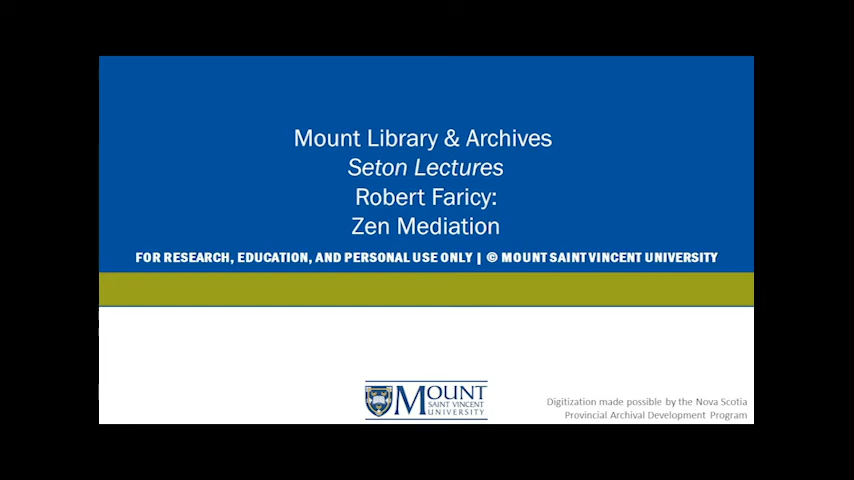 Mount Library & Archives
Seton Lectures
Robert Faricy:
Zen Mediation
FOR RESEARCH, EDUCATION, AND PERSONAL USE ONLY | © MOUNT SAINT VINCENT UNIVERSITY
MOUNT
SAINT VINCENT
UNIVERSITY
Digitization made possible by the Nova Scotia
Provincial Archival Development Program